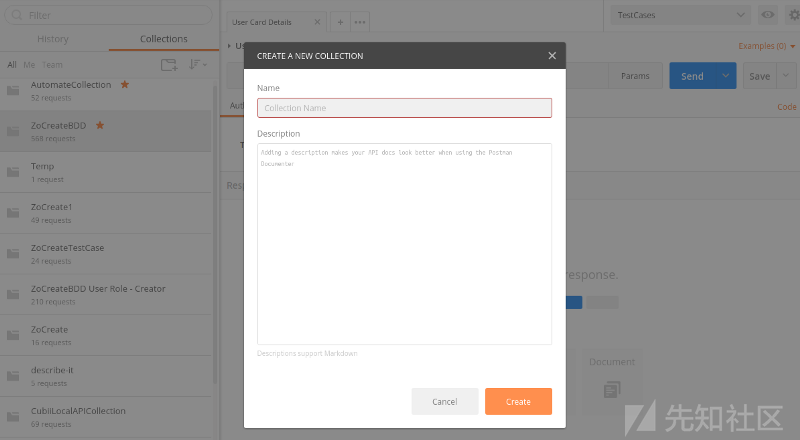 Filter
History Collections
All Me Team
AutomateCollection
52 requests
ZoCreateBDD
568 requests
Temp
1 request
ZoCreate1
49 requests
ZoCreateTestCase
24 requests
ZoCreateBDD User Role - Creator
210 requests
ZoCreate
16 requests
describe-it
5 requests
CubiiLocalAPICollection
69 requests
User Card Details
TestCases
Us
Examples (0)
Params
Send
Save
Auth
Code
T
Resp
response.
Document
CREATE A NEW COLLECTION
Name
Collection Name
Description
Adding a description makes your API docs look better when using the Postman
Documenter
Descriptions support Markdown
Cancel
Create
先知社区